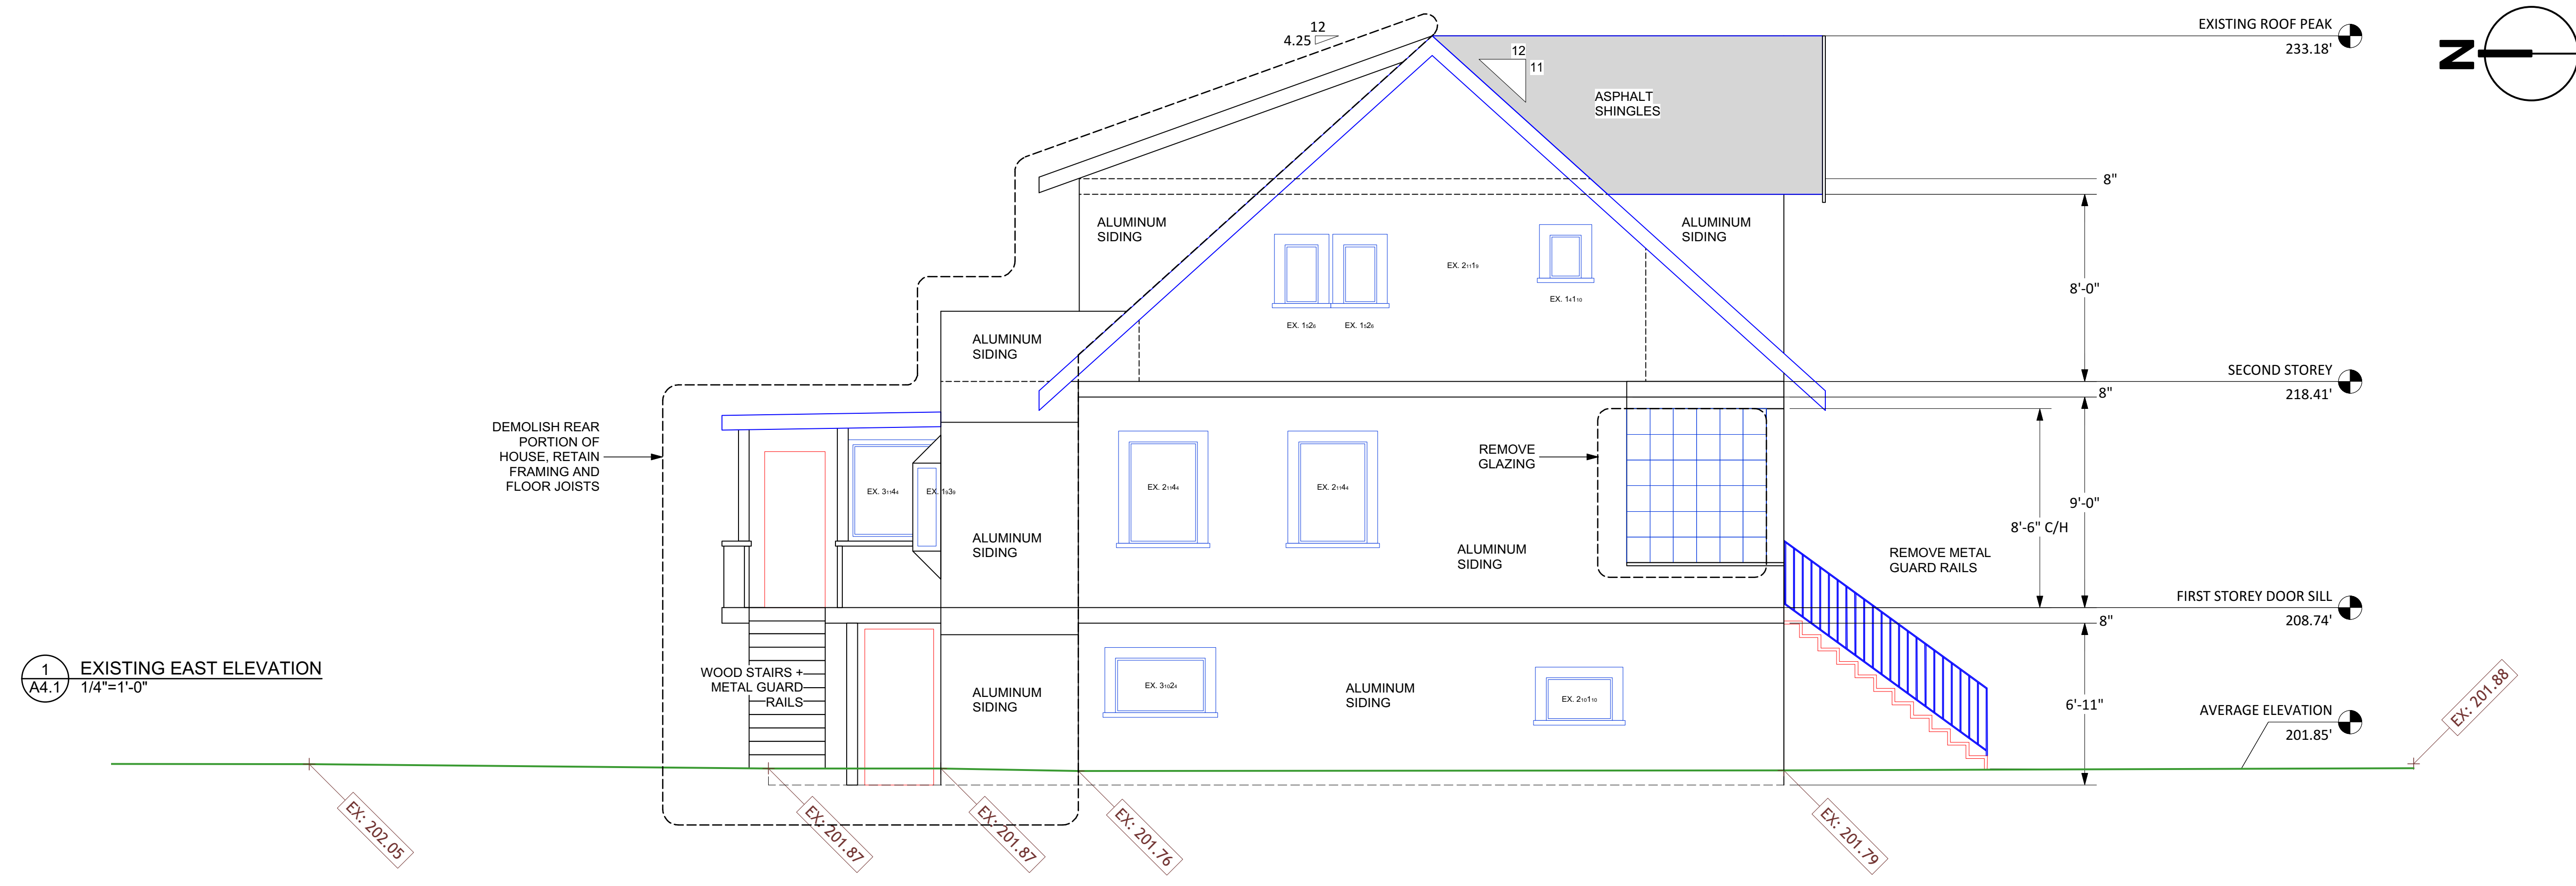 12
4.25
12
11
ASPHALT
SHINGLES
EXISTING ROOF PEAK
233.18'
N
8"
ALUMINUM
SIDING
ALUMINUM
SIDING
EX. 2₁₁1₈
EX. 1₄1₁₀
EX. 1₅2₆
EX. 1₅2₆
8'-0"
ALUMINUM
SIDING
SECOND STOREY
218.41'
8"
DEMOLISH REAR
PORTION OF
HOUSE, RETAIN
FRAMING AND
FLOOR JOISTS
REMOVE
GLAZING
EX. 3₁₁4₄
EX. 1₉3₈
EX. 2₁₁4₄
EX. 2₁₁4₄
9'-0"
8'-6" C/H
ALUMINUM
SIDING
ALUMINUM
SIDING
REMOVE METAL
GUARD RAILS
FIRST STOREY DOOR SILL
208.74'
8"
1
A4.1
EXISTING EAST ELEVATION
1/4"=1'-0"
WOOD STAIRS +
METAL GUARD
RAILS
ALUMINUM
SIDING
EX. 3₁₀2₄
ALUMINUM
SIDING
EX. 2₁₀1₁₀
6'-11"
AVERAGE ELEVATION
201.85'
EX: 201.88
EX: 202.05
EX: 201.87
EX: 201.87
EX: 201.76
EX: 201.79